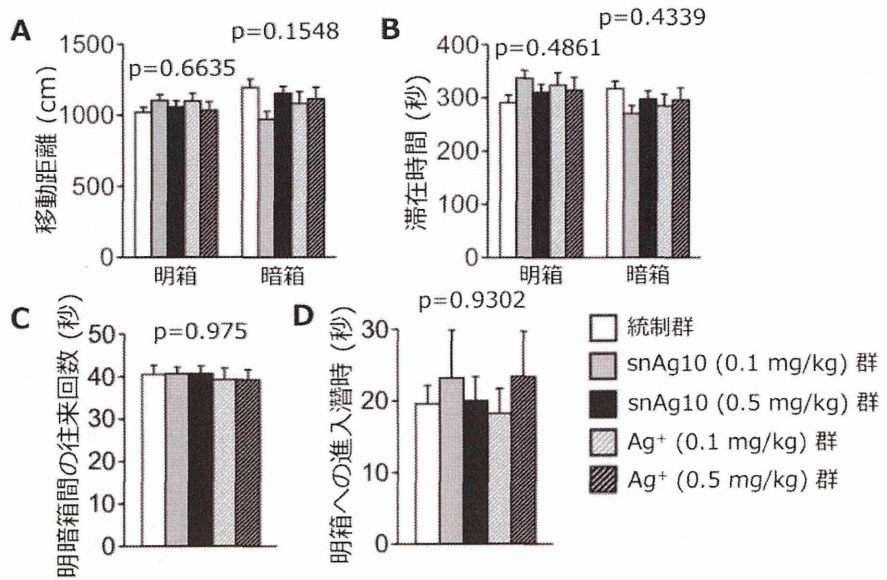 A
p=0.1548
p=0.6635
移動距離 (cm)
1500
1000
500
0
明箱
暗箱
B
p=0.4339
p=0.4861
滞在時間 (秒)
400
300
200
100
0
明箱
暗箱
C
p=0.975
明暗箱間の往来回数 (秒)
50
40
30
20
10
0
D
p=0.9302
明箱への進入潜時 (秒)
30
20
10
0
統制群
snAg10 (0.1 mg/kg) 群
snAg10 (0.5 mg/kg) 群
Ag⁺ (0.1 mg/kg) 群
Ag⁺ (0.5 mg/kg) 群